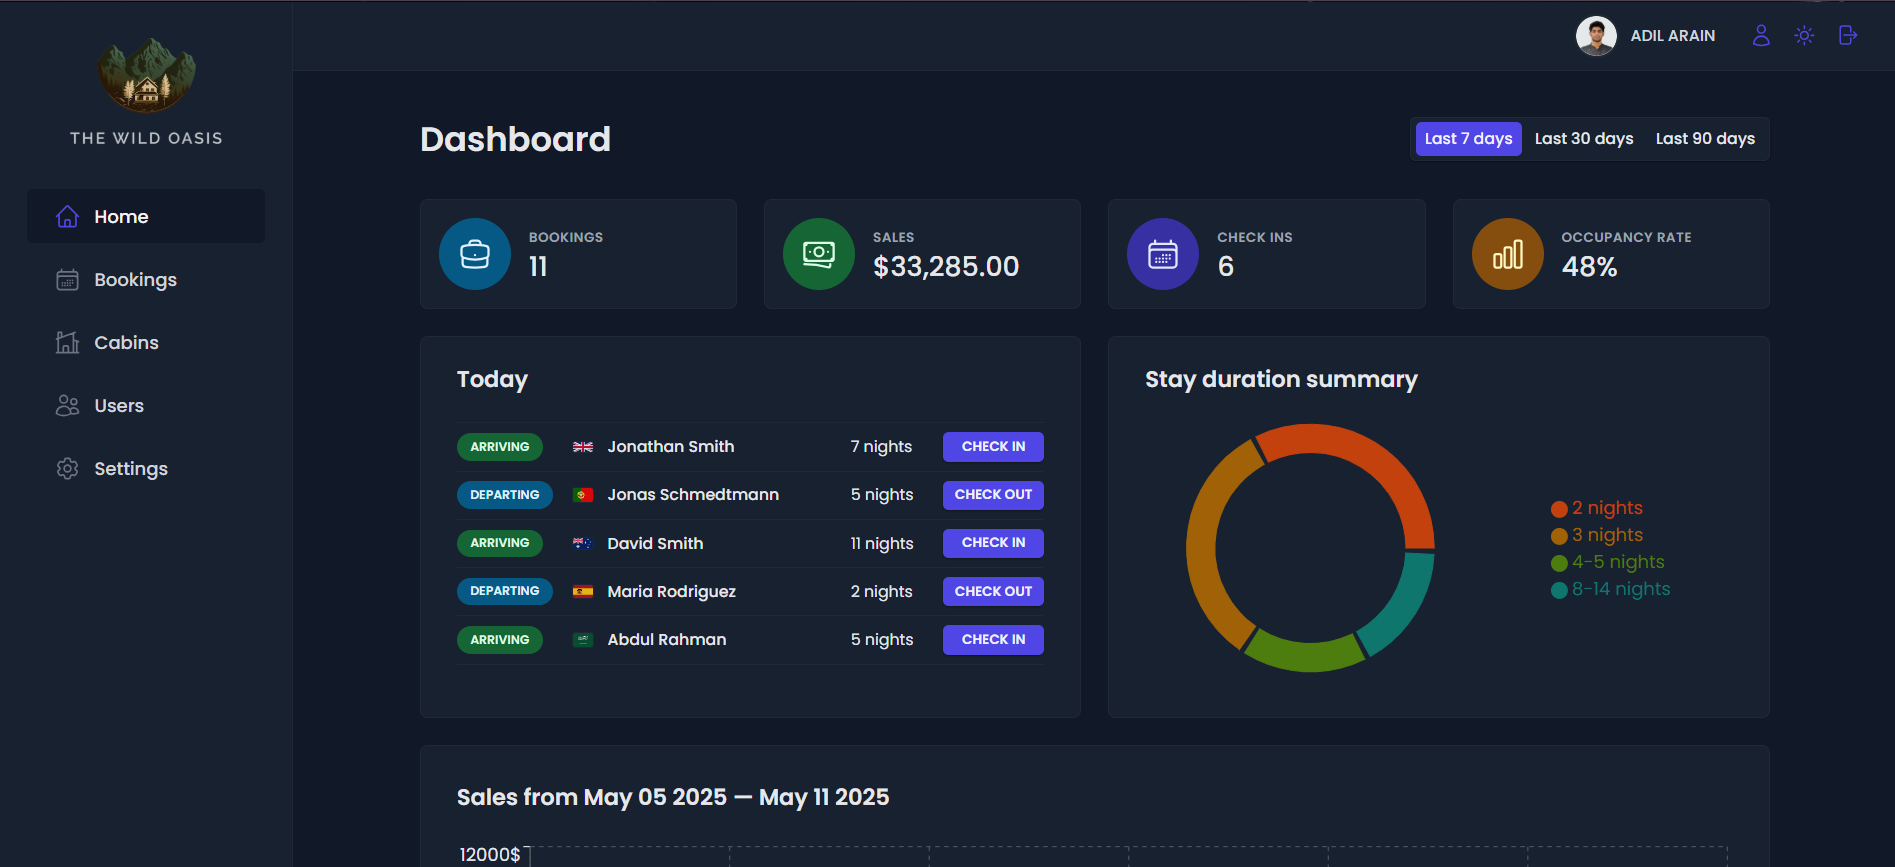 THE WILD OASIS
Home
Bookings
Cabins
Users
Settings
ADIL ARAIN
Dashboard
Last 7 days Last 30 days Last 90 days
BOOKINGS
11
SALES
$33,285.00
CHECK INS
6
OCCUPANCY RATE
48%
Today
ARRIVING Jonathan Smith 7 nights CHECK IN
DEPARTING Jonas Schmedtmann 5 nights CHECK OUT
ARRIVING David Smith 11 nights CHECK IN
DEPARTING Maria Rodriguez 2 nights CHECK OUT
ARRIVING Abdul Rahman 5 nights CHECK IN
Stay duration summary
2 nights
3 nights
4-5 nights
8-14 nights
Sales from May 05 2025 — May 11 2025
12000$